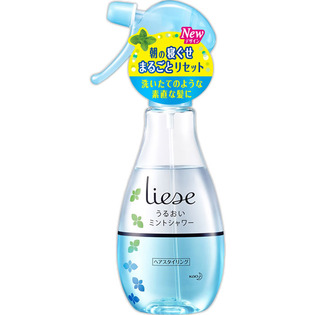 New
デザイン
朝の寝ぐせ
まるごとリセット
洗いたてのような
素直な髪に
liese
うるおい
ミントシャワー
ヘアスタイリング
Kao